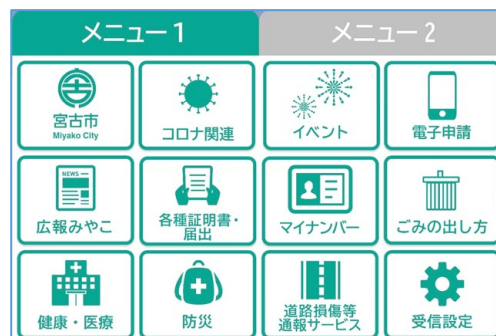 メニュー1
メニュー2
宮古市
Miyako City
コロナ関連
イベント
電子申請
NEWS
広報みやこ
各種証明書・
届出
マイナンバー
ごみの出し方
健康・医療
防災
道路損傷等
通報サービス
受信設定